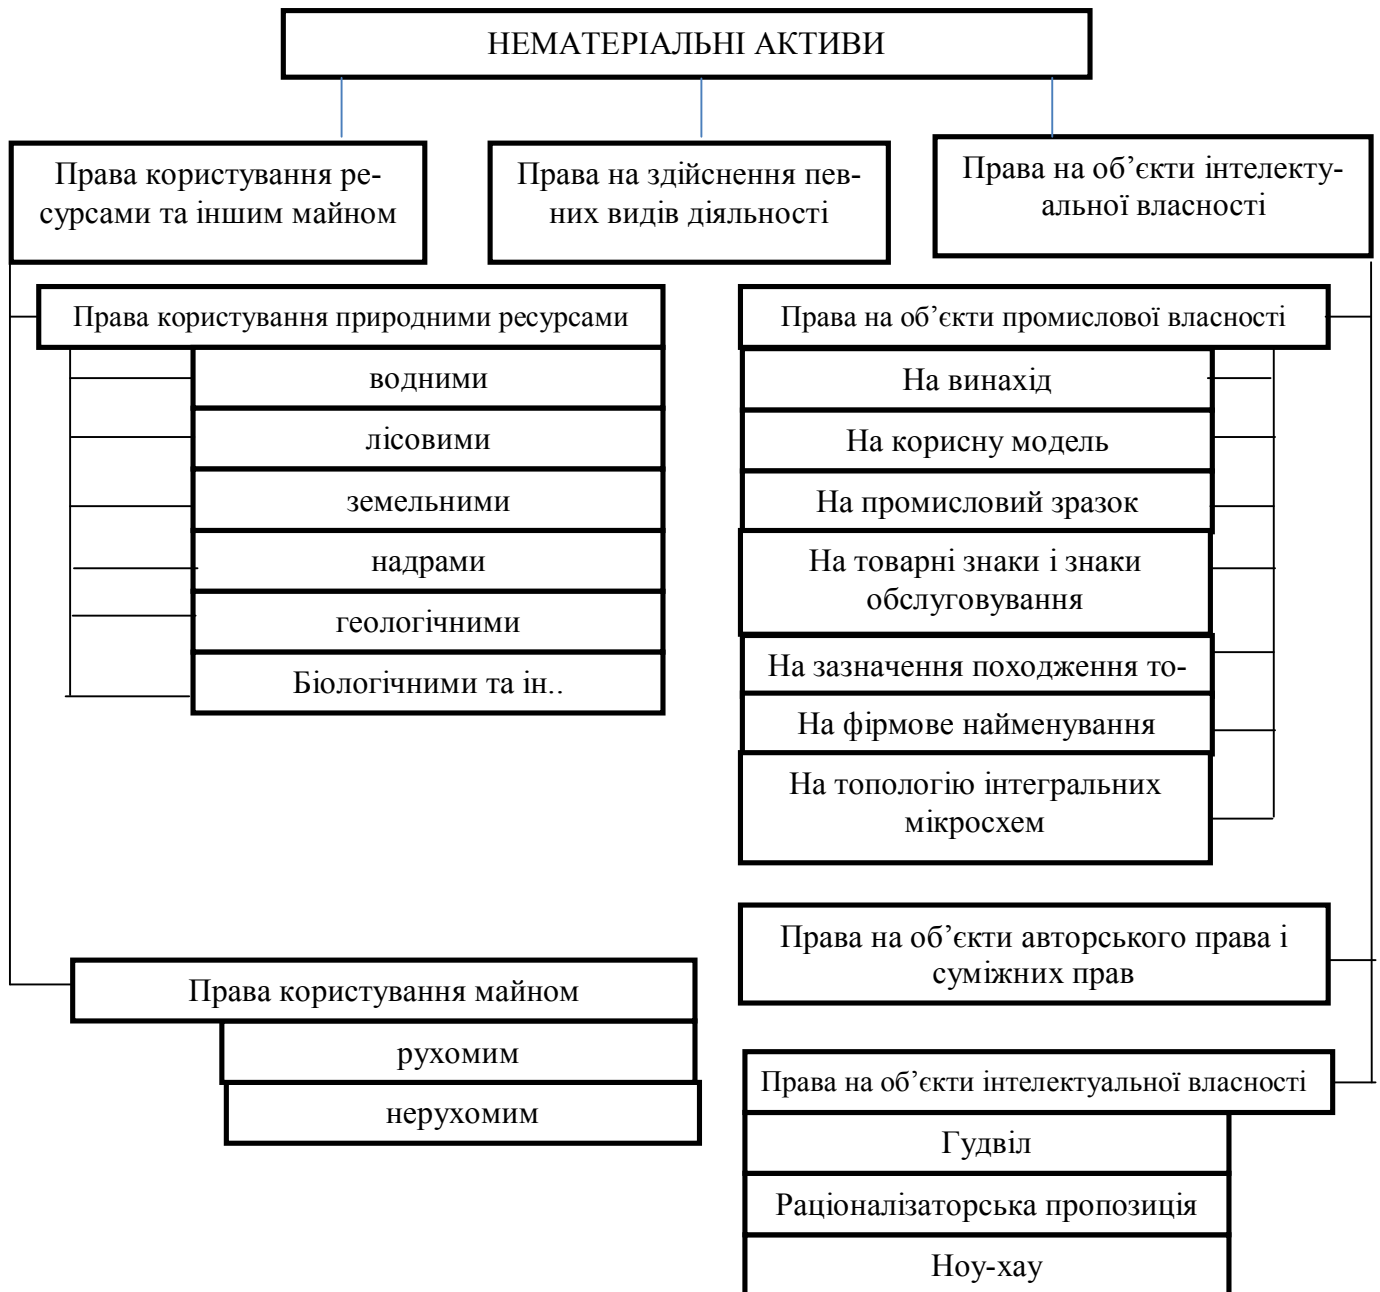 НЕМАТЕРІАЛЬНІ АКТИВИ
Права користування ре-
сурсами та іншим майном
Права на здійснення пев-
них видів діяльності
Права на об’єкти інтелекту-
альної власності
Права користування природними ресурсами
водними
лісовими
земельними
надрами
геологічними
Біологічними та ін..
Права користування майном
рухомим
нерухомим
Права на об’єкти промислової власності
На винахід
На корисну модель
На промисловий зразок
На товарні знаки і знаки
обслуговування
На зазначення походження то-
На фірмове найменування
На топологію інтегральних
мікросхем
Права на об’єкти авторського права і
суміжних прав
Права на об’єкти інтелектуальної власності
Гудвіл
Раціоналізаторська пропозиція
Ноу-хау